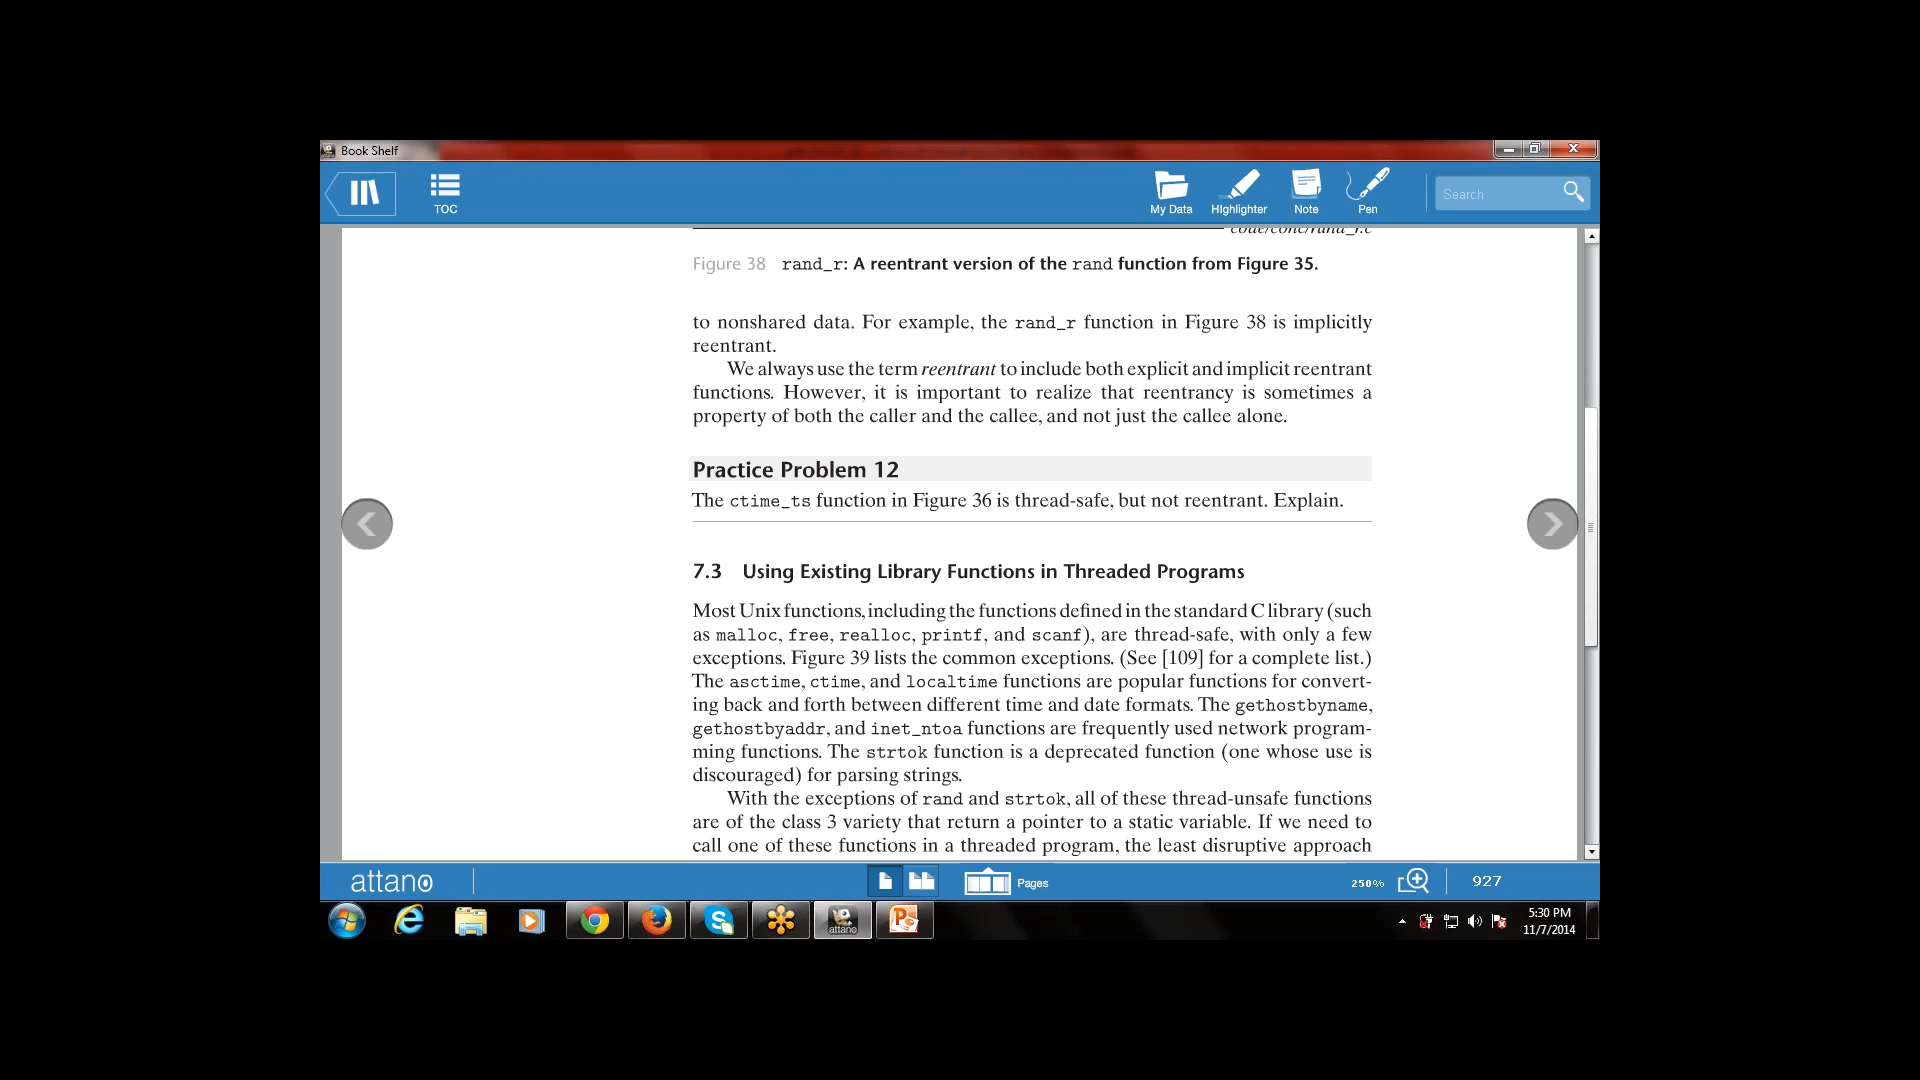 Book Shelf
TOC
My Data
HIghlighter
Note
Pen
Search
code/conc/rand_r.c
Figure 38 rand_r: A reentrant version of the rand function from Figure 35.
to nonshared data. For example, the rand_r function in Figure 38 is implicitly
reentrant.
We always use the term reentrant to include both explicit and implicit reentrant
functions. However, it is important to realize that reentrancy is sometimes a
property of both the caller and the callee, and not just the callee alone.
Practice Problem 12
The ctime_ts function in Figure 36 is thread-safe, but not reentrant. Explain.
7.3 Using Existing Library Functions in Threaded Programs
Most Unix functions, including the functions defined in the standard C library (such
as malloc, free, realloc, printf, and scanf), are thread-safe, with only a few
exceptions. Figure 39 lists the common exceptions. (See [109] for a complete list.)
The asctime, ctime, and localtime functions are popular functions for convert-
ing back and forth between different time and date formats. The gethostbyname,
gethostbyaddr, and inet_ntoa functions are frequently used network program-
ming functions. The strtok function is a deprecated function (one whose use is
discouraged) for parsing strings.
With the exceptions of rand and strtok, all of these thread-unsafe functions
are of the class 3 variety that return a pointer to a static variable. If we need to
call one of these functions in a threaded program, the least disruptive approach
attano
Pages
250%
927
attano
5:30 PM
11/7/2014